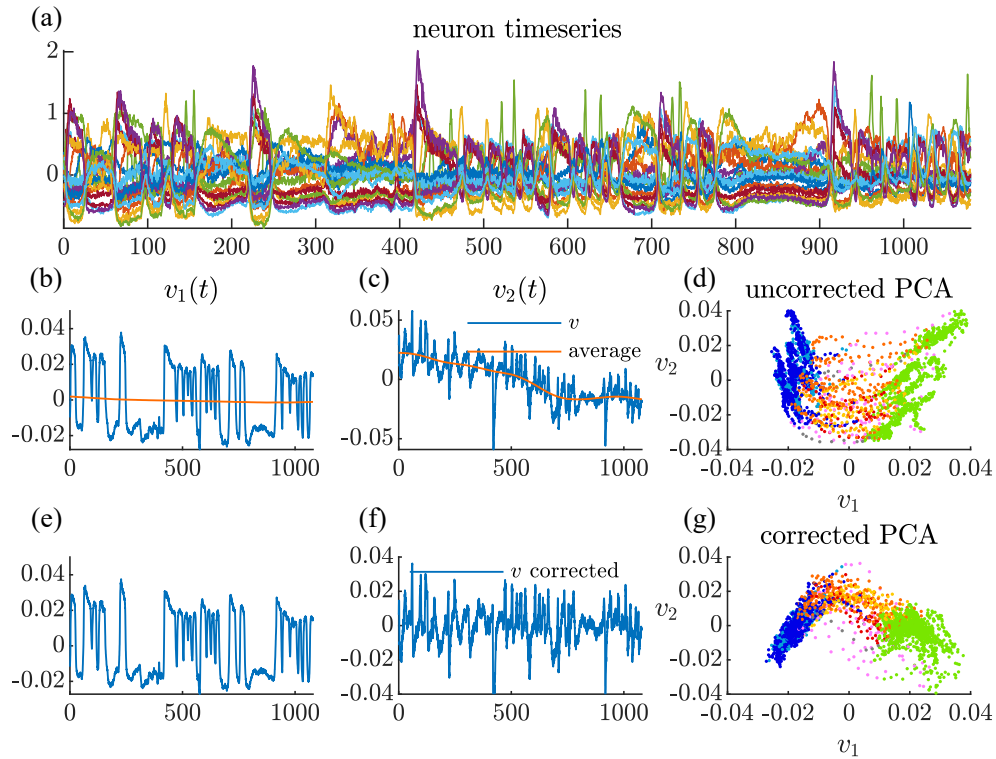 (a)
neuron timeseries
2
1
0
0 100 200 300 400 500 600 700 800 900 1000
(b) v₁(t)
0.04
0.02
0
-0.02
0 500 1000
(c) v₂(t)
0.05
0
-0.05
v
average
0 500 1000
(d) uncorrected PCA
0.04
0.02
v₂ 0
-0.02
-0.04
-0.04 -0.02 0 0.02 0.04
v₁
(e)
0.04
0.02
0
-0.02
0 500 1000
(f)
0.04
v corrected
0.02
0
-0.02
-0.04
0 500 1000
(g) corrected PCA
0.04
0.02
v₂
0
-0.02
-0.04
-0.04 -0.02 0 0.02 0.04
v₁